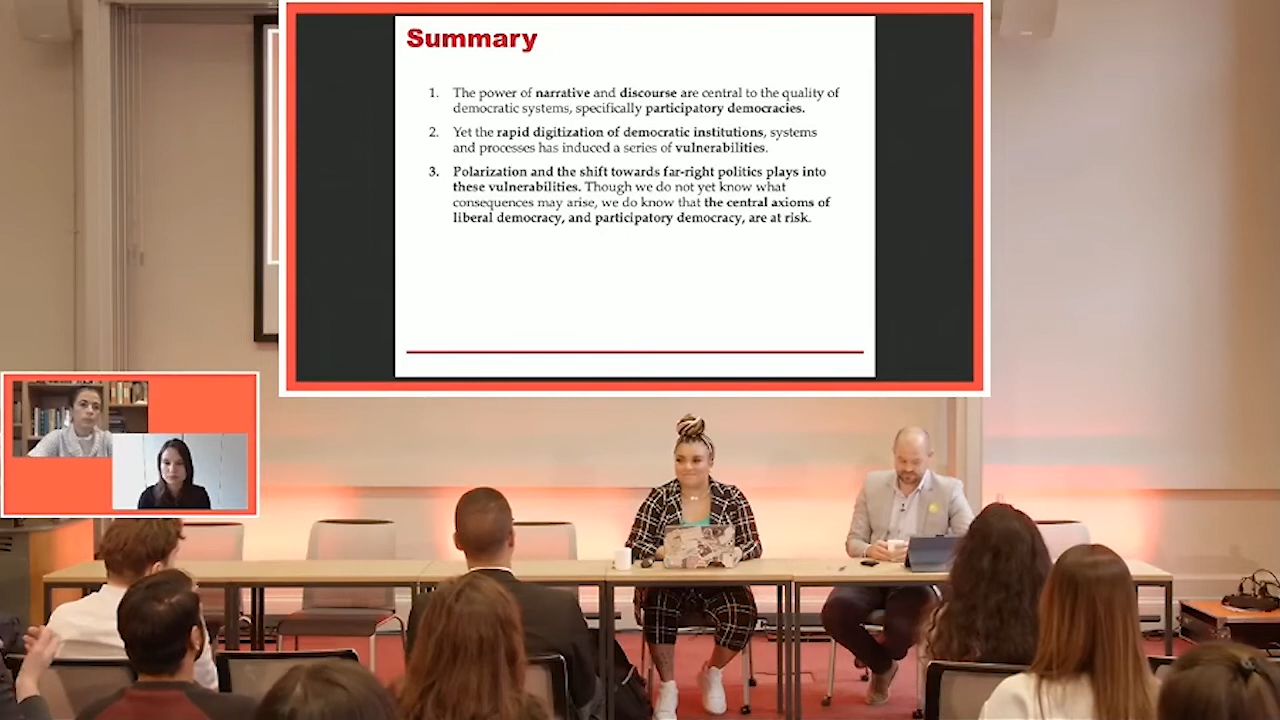 Summary
1. The power of narrative and discourse are central to the quality of
democratic systems, specifically participatory democracies.
2. Yet the rapid digitization of democratic institutions, systems
and processes has induced a series of vulnerabilities.
3. Polarization and the shift towards far-right politics plays into
these vulnerabilities. Though we do not yet know what
consequences may arise, we do know that the central axioms of
liberal democracy, and participatory democracy, are at risk.